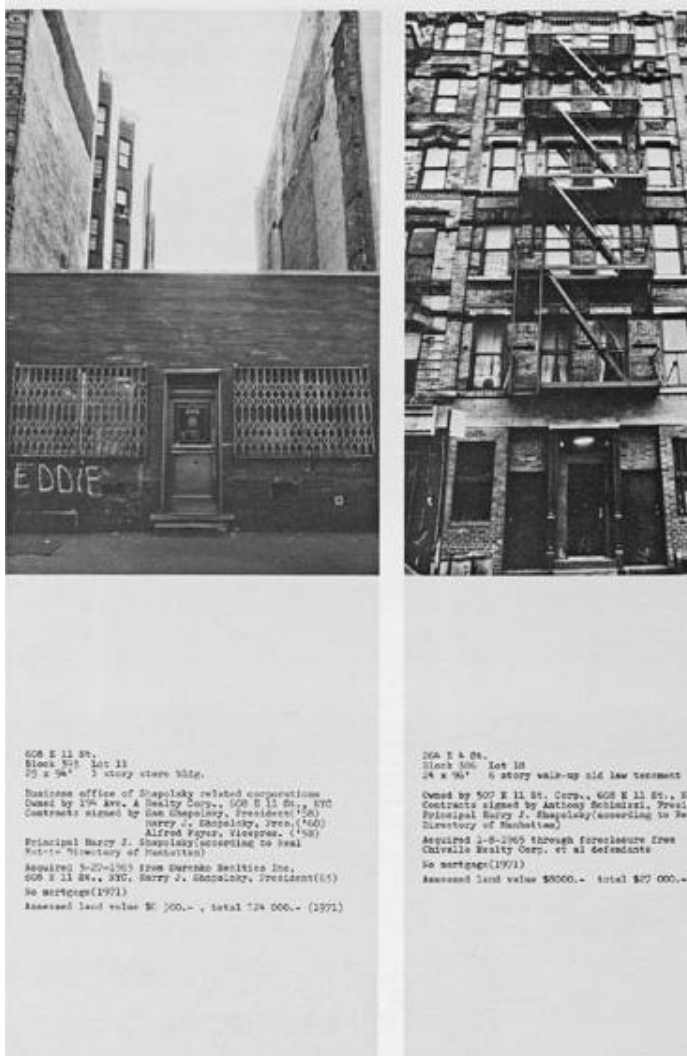 EDDIE
608 E 11 St.
Block 393 Lot 11
25 x 94' 1 story store bldg.
Business office of Shapolsky related corporations
Owned by 194 Ave. A Realty Corp., 608 E 11 St., NYC
Contracts signed by Sam Shapolsky, President('58)
Harry J. Shapolsky, Pres.('60)
Alfred Payer, Vicepres. ('58)
Principal Harry J. Shapolsky(according to Real
Estate Directory of Manhattan)
Acquired from Realties Inc.
608 E 11 St., NYC, Harry J. Shapolsky, President(63)
No mortgage(1971)
Assessed land value , total $24 000.- (1971)
264 E 4 St.
Block Lot 18
24 x 96' 6 story walk-up old law tenement
Owned by 507 E 11 St. Corp., 608 E 11 St.,
Contracts signed by Anthony
Principal Harry J. Shapolsky(according to
Directory of Manhattan)
Acquired 1-8-1965 through foreclosure from
Realty Corp. et al defendants
No mortgage(1971)
Assessed land value $8000.- total $27 000.-